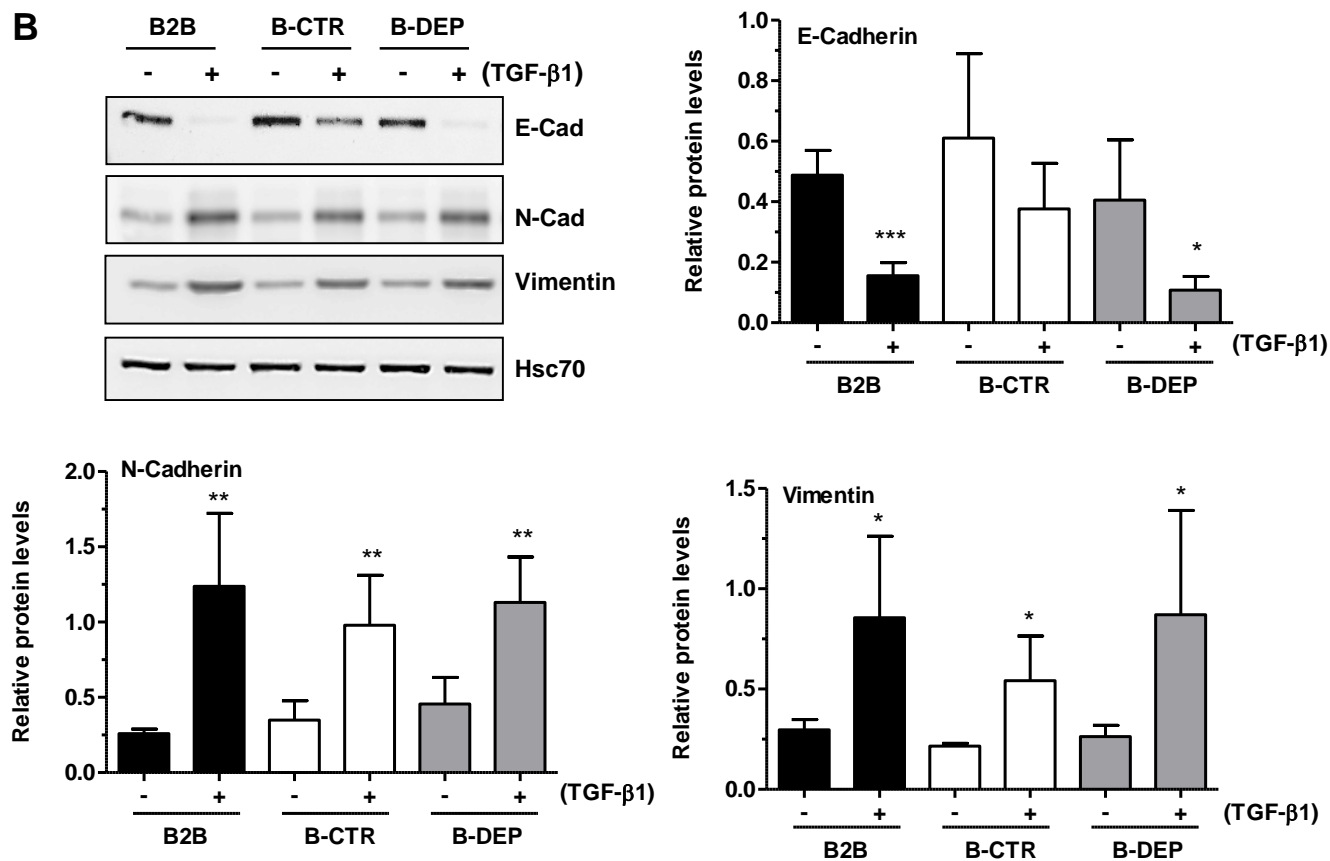 B
B2B B-CTR B-DEP
- + - + - + (TGF-β1)
E-Cad
N-Cad
Vimentin
Hsc70
E-Cadherin
Relative protein levels
1.0
0.8
0.6
0.4
0.2
0.0
***
*
- + - + - + (TGF-β1)
B2B B-CTR B-DEP
N-Cadherin
Relative protein levels
2.0
1.5
1.0
0.5
0.0
** ** **
- + - + - + (TGF-β1)
B2B B-CTR B-DEP
Vimentin
Relative protein levels
1.5
1.0
0.5
0.0
* * *
- + - + - + (TGF-β1)
B2B B-CTR B-DEP